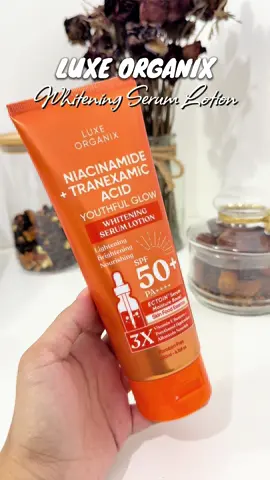 LUXE ORGANIX
Whitening Serum Lotion
LUXE
ORGANIX
NIACINAMIDE
+ TRANEXAMIC
ACID
YOUTHFUL GLOW
WHITENING
SERUM LOTION
Lightening
Brightening
Nourishing
SPF
50+
PA++++
3X